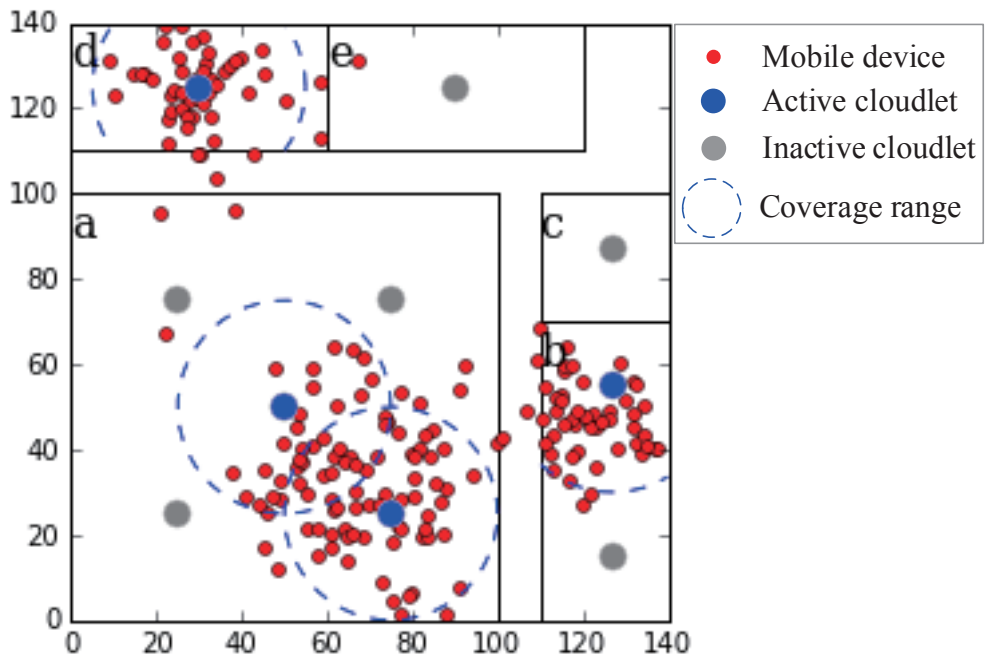 140
120
100
80
60
40
20
0
0 20 40 60 80 100 120 140
d
e
a
c
b
Mobile device
Active cloudlet
Inactive cloudlet
Coverage range